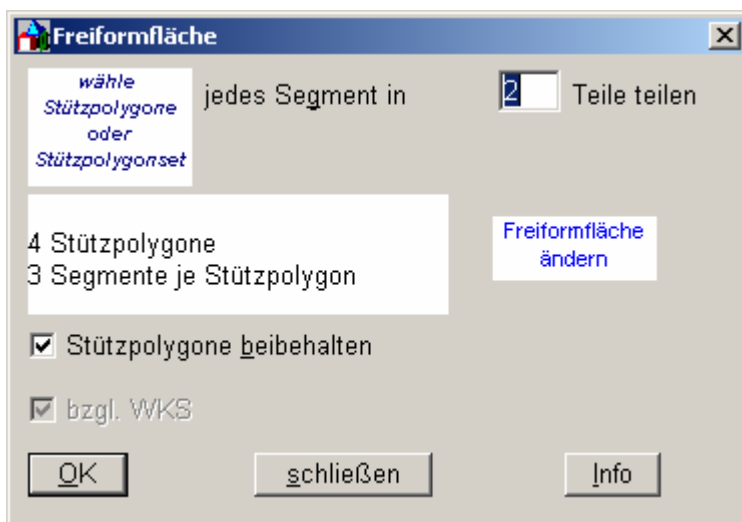 Freiformfläche
wähle
Stützpolygone
oder
Stützpolygonset
jedes Segment in 2 Teile teilen
4 Stützpolygone
3 Segmente je Stützpolygon
Freiformfläche
ändern
Stützpolygone beibehalten
bzgl. WKS
OK schließen Info